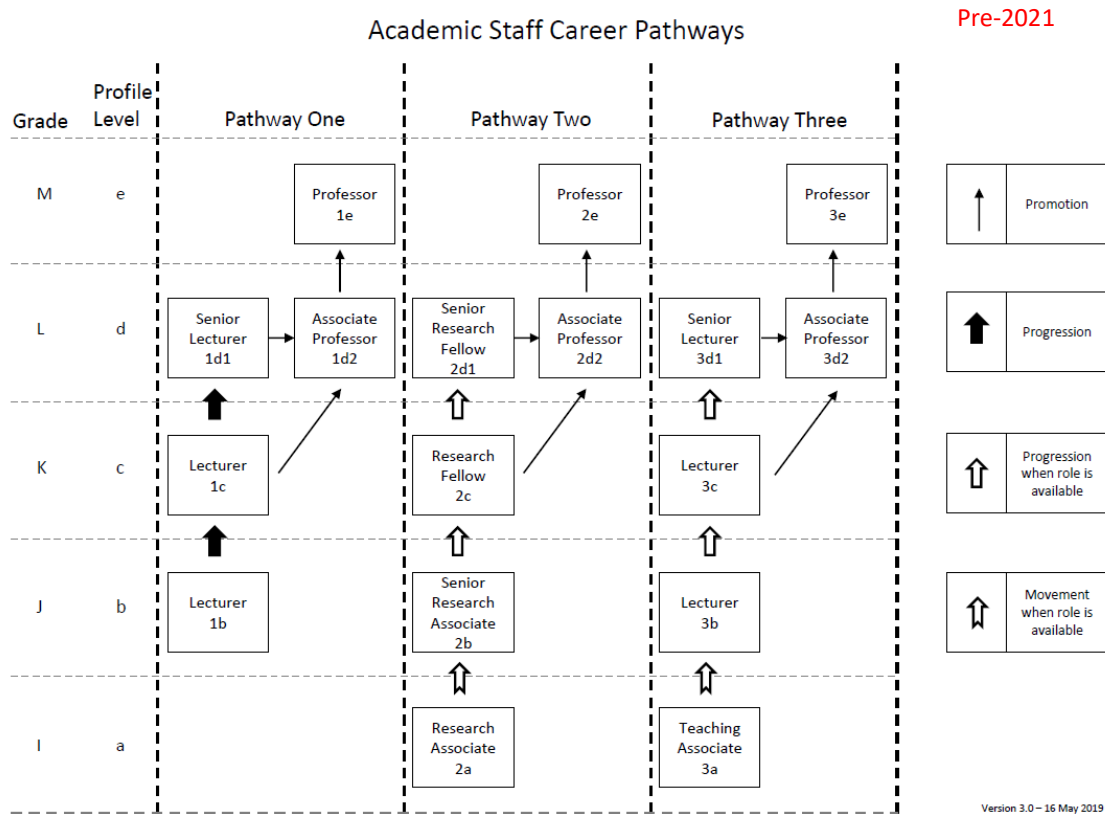 Pre-2021
Academic Staff Career Pathways
Grade
Profile
Level
Pathway One
Pathway Two
Pathway Three
M
e
Professor
1e
Professor
2e
Professor
3e
Promotion
L
d
Senior
Lecturer
1d1
Associate
Professor
1d2
Senior
Research
Fellow
2d1
Associate
Professor
2d2
Senior
Lecturer
3d1
Associate
Professor
3d2
Progression
K
c
Lecturer
1c
Research
Fellow
2c
Lecturer
3c
Progression
when role is
available
J
b
Lecturer
1b
Senior
Research
Associate
2b
Lecturer
3b
Movement
when role is
available
I
a
Research
Associate
2a
Teaching
Associate
3a
Version 3.0 – 16 May 2019